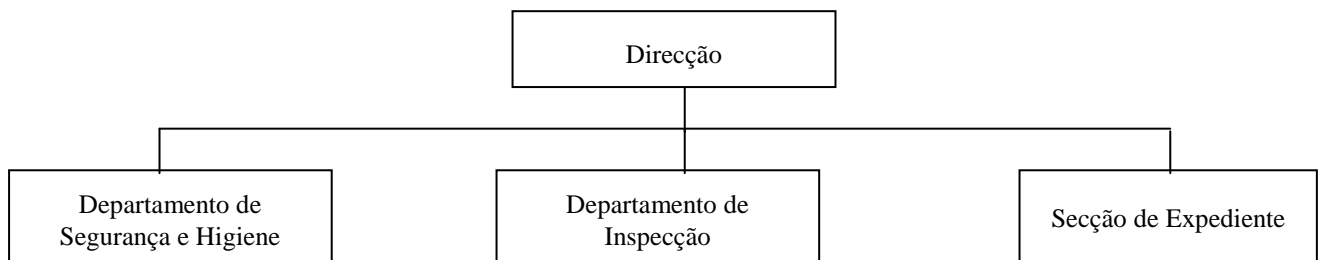 Direcção
Departamento de
Segurança e Higiene
Departamento de
Inspecção
Secção de Expediente